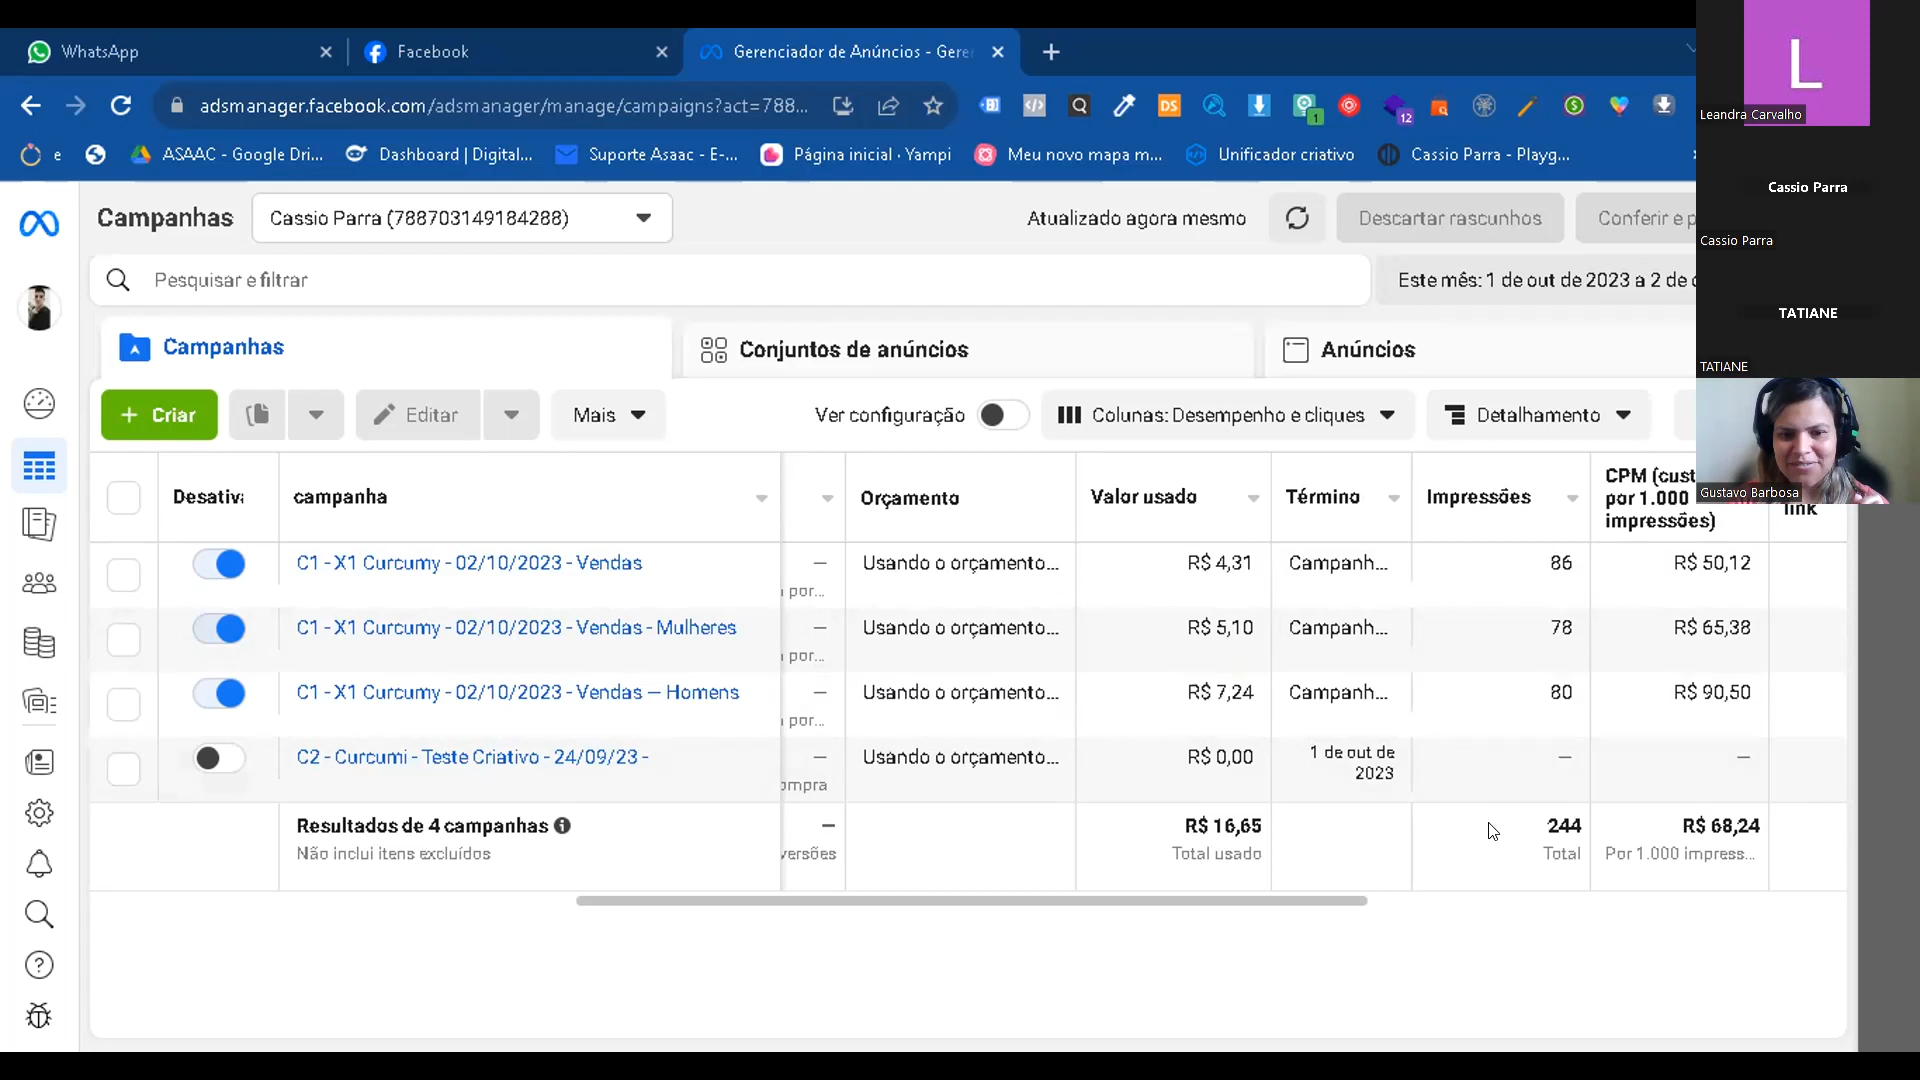 WhatsApp
Facebook
Gerenciador de Anúncios - Gere
adsmanager.facebook.com/adsmanager/manage/campaigns?act=788...
DS
1
12
e
ASAAC - Google Dri...
Dashboard | Digital...
Suporte Asaac - E-...
Página inicial · Yampi
Meu novo mapa m...
Unificador criativo
Cassio Parra - Playg...
L
Leandra Carvalho
Cassio Parra
Cassio Parra
TATIANE
TATIANE
Gustavo Barbosa
Campanhas
Cassio Parra (788703149184288)
Atualizado agora mesmo
Descartar rascunhos
Conferir e p
Pesquisar e filtrar
Este mês: 1 de out de 2023 a 2 de o
Campanhas
Conjuntos de anúncios
Anúncios
+ Criar
Editar
Mais
Ver configuração
Colunas: Desempenho e cliques
Detalhamento
Desativ
campanha
Orçamento
Valor usado
Término
Impressões
CPM (cust
por 1.000
impressões)
link
C1 - X1 Curcumy - 02/10/2023 - Vendas
—
por...
Usando o orçamento...
R$ 4,31
Campanh...
86
R$ 50,12
C1 - X1 Curcumy - 02/10/2023 - Vendas - Mulheres
—
por...
Usando o orçamento...
R$ 5,10
Campanh...
78
R$ 65,38
C1 - X1 Curcumy - 02/10/2023 - Vendas — Homens
—
por...
Usando o orçamento...
R$ 7,24
Campanh...
80
R$ 90,50
C2 - Curcumi - Teste Criativo - 24/09/23 -
—
ompra
Usando o orçamento...
R$ 0,00
1 de out de
2023
—
—
Resultados de 4 campanhas
Não inclui itens excluídos
—
versões
R$ 16,65
Total usado
244
Total
R$ 68,24
Por 1.000 impress...